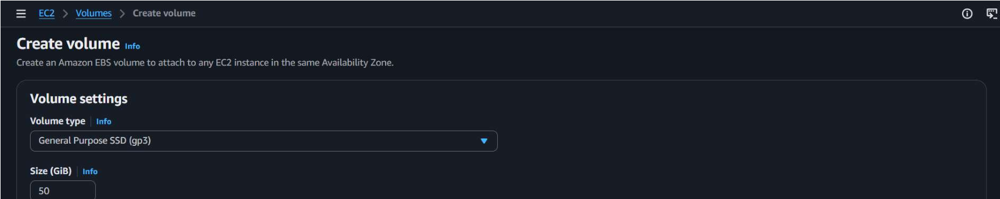 EC2 > Volumes > Create volume
Create volume Info
Create an Amazon EBS volume to attach to any EC2 instance in the same Availability Zone.
Volume settings
Volume type | Info
General Purpose SSD (gp3)
Size (GiB) | Info
50